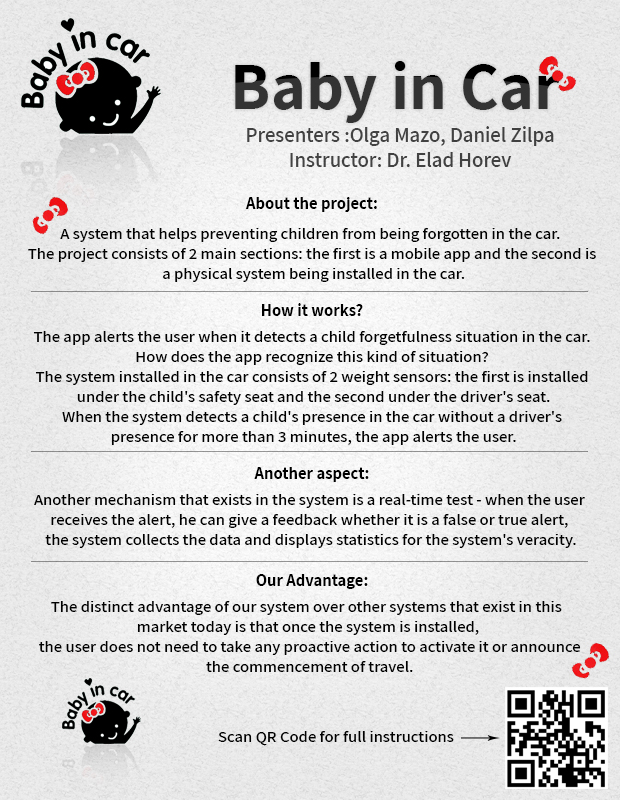 Baby in car
Baby in Car
Presenters :Olga Mazo, Daniel Zilpa
Instructor: Dr. Elad Horev
About the project:
A system that helps preventing children from being forgotten in the car.
The project consists of 2 main sections: the first is a mobile app and the second is
a physical system being installed in the car.
How it works?
The app alerts the user when it detects a child forgetfulness situation in the car.
How does the app recognize this kind of situation?
The system installed in the car consists of 2 weight sensors: the first is installed
under the child's safety seat and the second under the driver's seat.
When the system detects a child's presence in the car without a driver's
presence for more than 3 minutes, the app alerts the user.
Another aspect:
Another mechanism that exists in the system is a real-time test - when the user
receives the alert, he can give a feedback whether it is a false or true alert,
the system collects the data and displays statistics for the system's veracity.
Our Advantage:
The distinct advantage of our system over other systems that exist in this
market today is that once the system is installed,
the user does not need to take any proactive action to activate it or announce
the commencement of travel.
Baby in car
Scan QR Code for full instructions